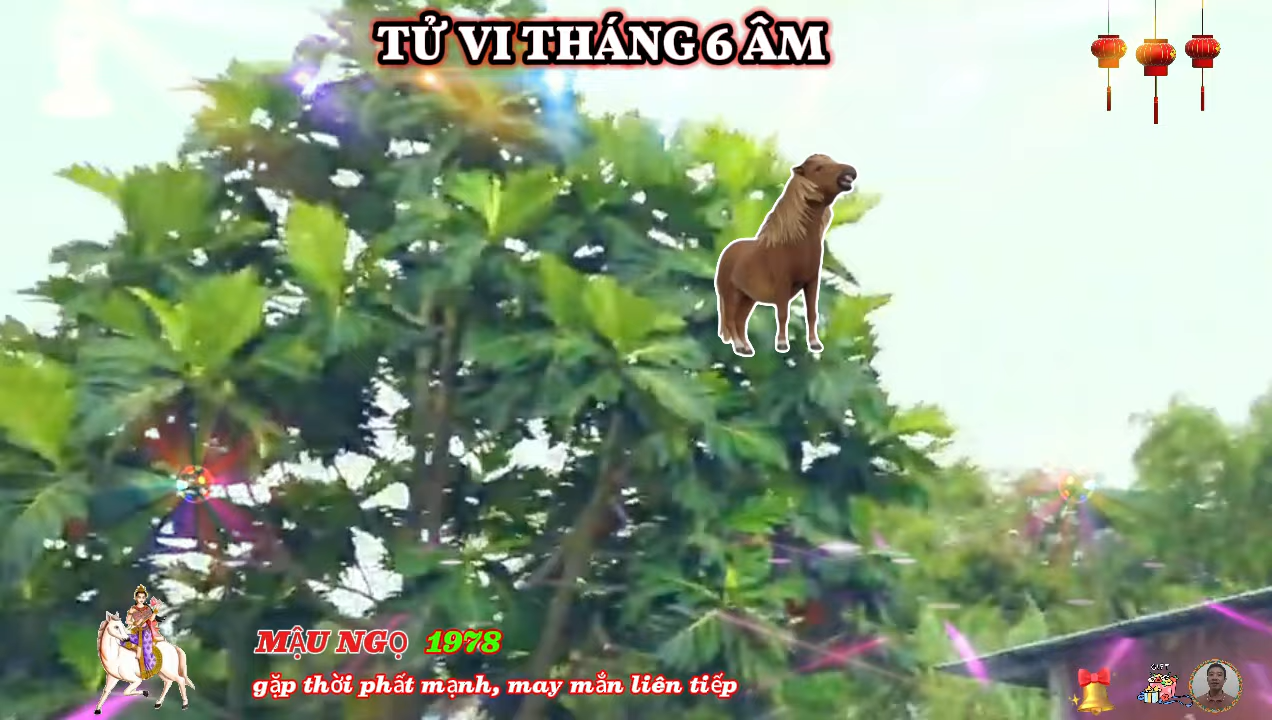 TỬ VI THÁNG 6 ÂM
MẬU NGỌ 1978
gặp thời phất mạnh, may mắn liên tiếp